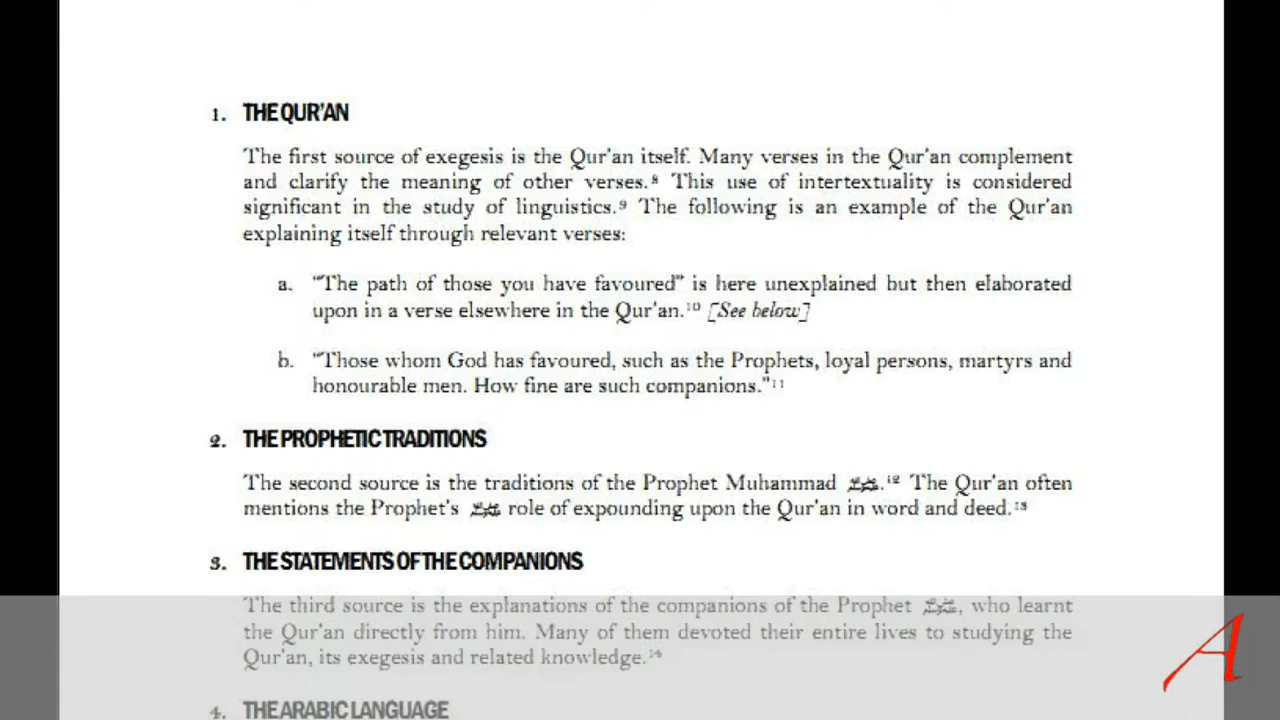 1. THE QUR'AN
The first source of exegesis is the Qur'an itself. Many verses in the Qur'an complement
and clarify the meaning of other verses.⁸ This use of intertextuality is considered
significant in the study of linguistics.⁹ The following is an example of the Qur'an
explaining itself through relevant verses:
a. "The path of those you have favoured" is here unexplained but then elaborated
upon in a verse elsewhere in the Qur'an.¹⁰ [See below]
b. "Those whom God has favoured, such as the Prophets, loyal persons, martyrs and
honourable men. How fine are such companions."¹¹
2. THE PROPHETIC TRADITIONS
The second source is the traditions of the Prophet Muhammad ﷺ.¹² The Qur'an often
mentions the Prophet's ﷺ role of expounding upon the Qur'an in word and deed.¹³
3. THE STATEMENTS OF THE COMPANIONS
The third source is the explanations of the companions of the Prophet ﷺ, who learnt
the Qur'an directly from him. Many of them devoted their entire lives to studying the
Qur'an, its exegesis and related knowledge.¹⁴
4. THE ARABIC LANGUAGE
A